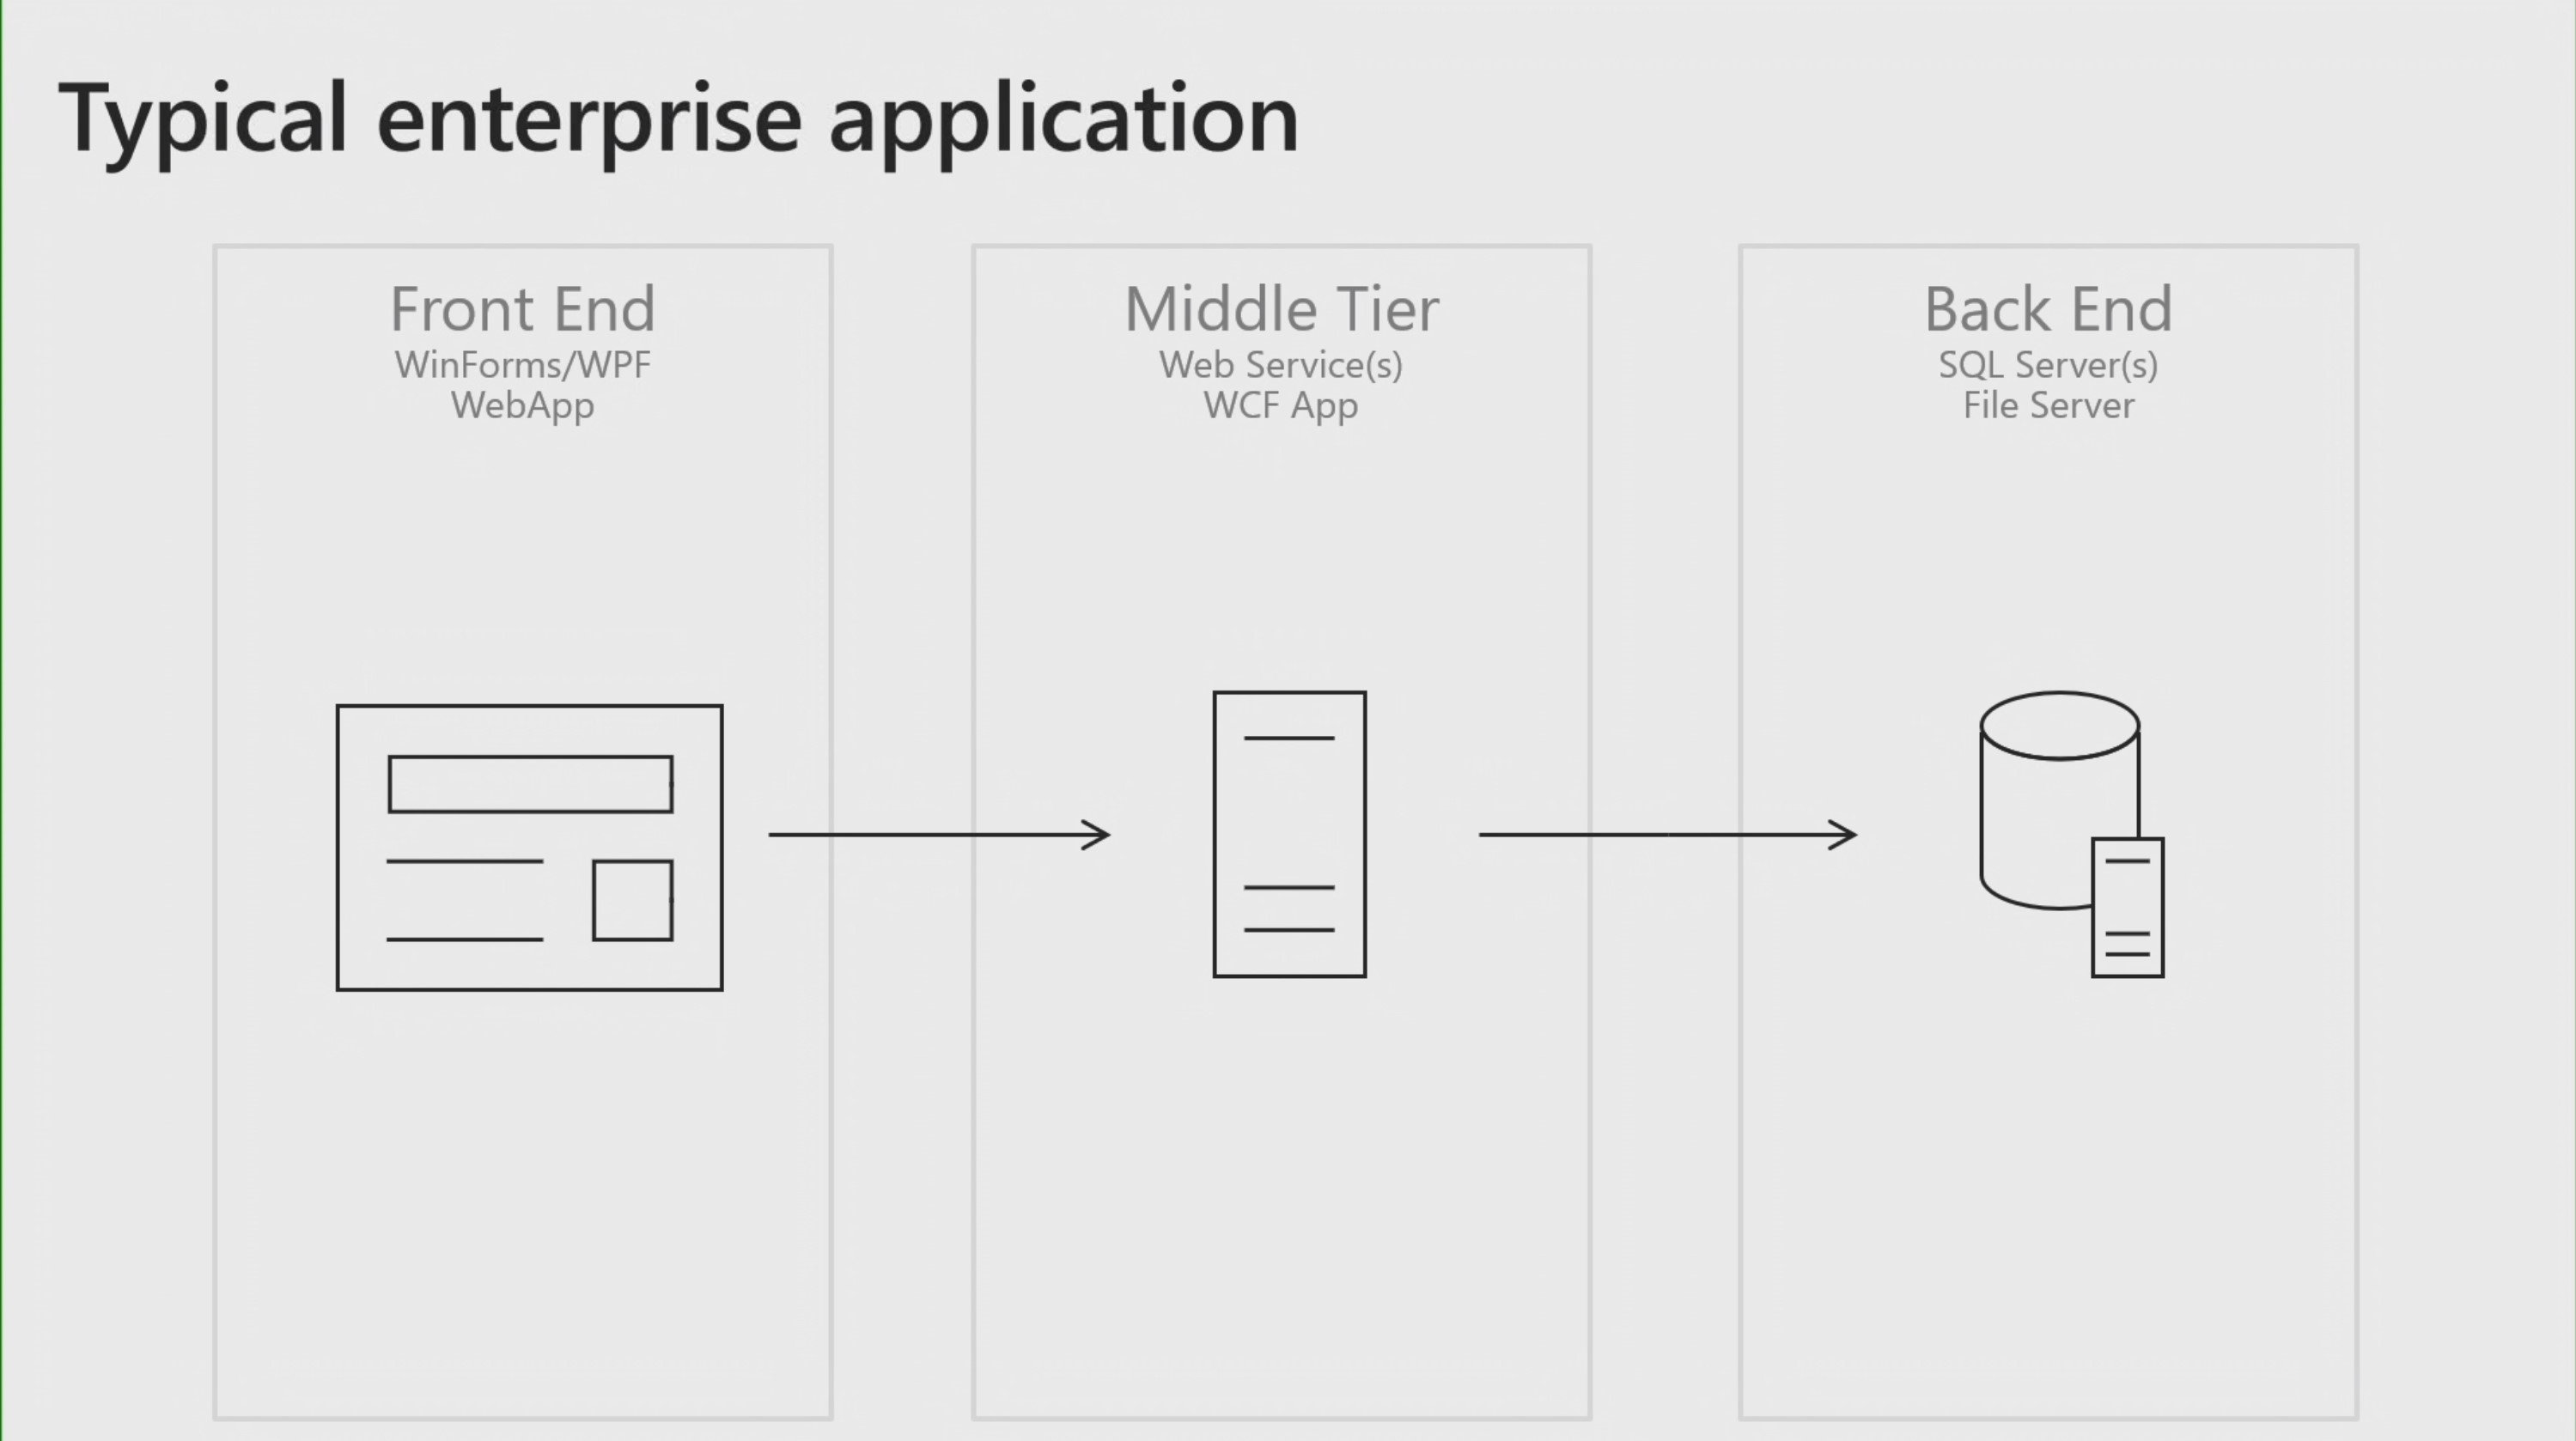 Typical enterprise application
Front End
WinForms/WPF
WebApp
Middle Tier
Web Service(s)
WCF App
Back End
SQL Server(s)
File Server